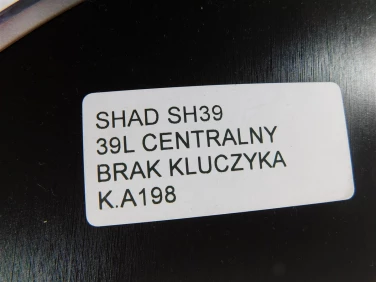 SHAD SH39
39L CENTRALNY
BRAK KLUCZYKA
K.A198